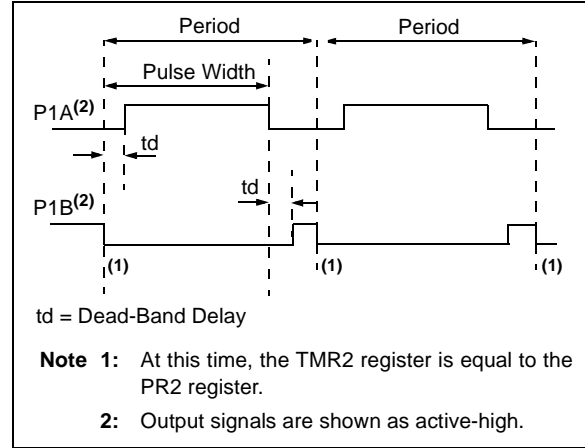 Period Period
Pulse Width
P1A(2)
td
td
P1B(2)
(1) (1) (1)
td = Dead-Band Delay
Note 1: At this time, the TMR2 register is equal to the
PR2 register.
2: Output signals are shown as active-high.